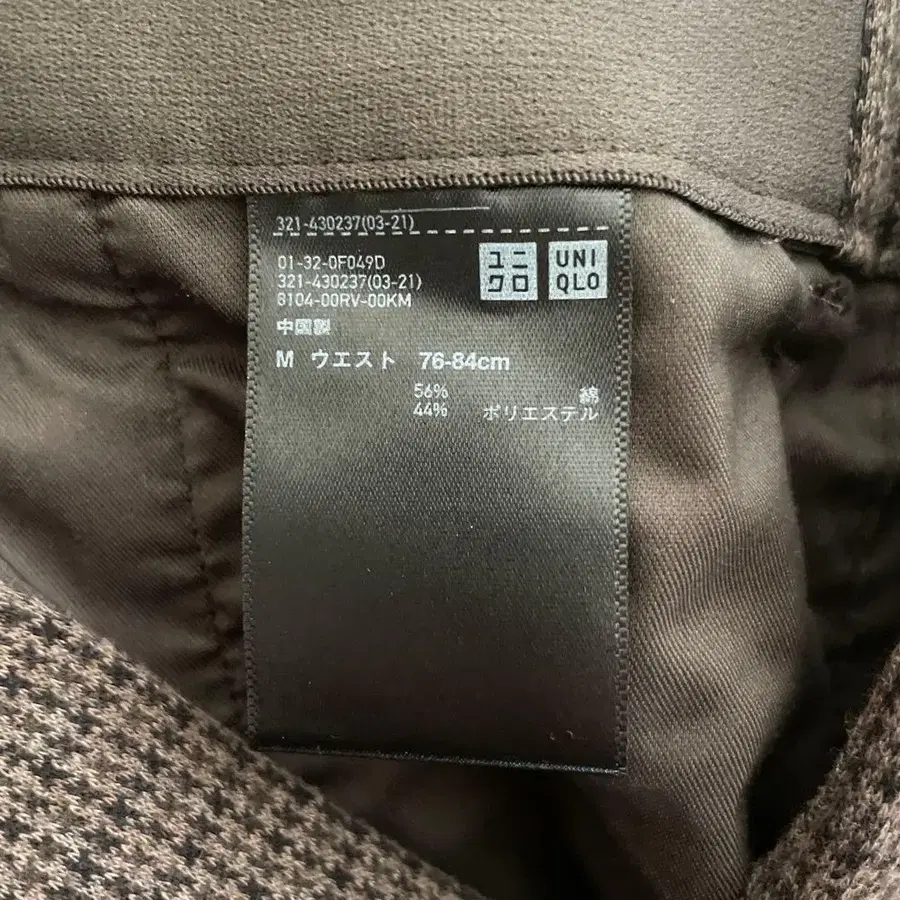 321-430237(03-21)
01-32-0F049D
321-430237(03-21)
8104-00RV-00KM
ユニ
クロ
UNI
QLO
中国製
M ウエスト 76-84cm
56% 綿
44% ポリエステル